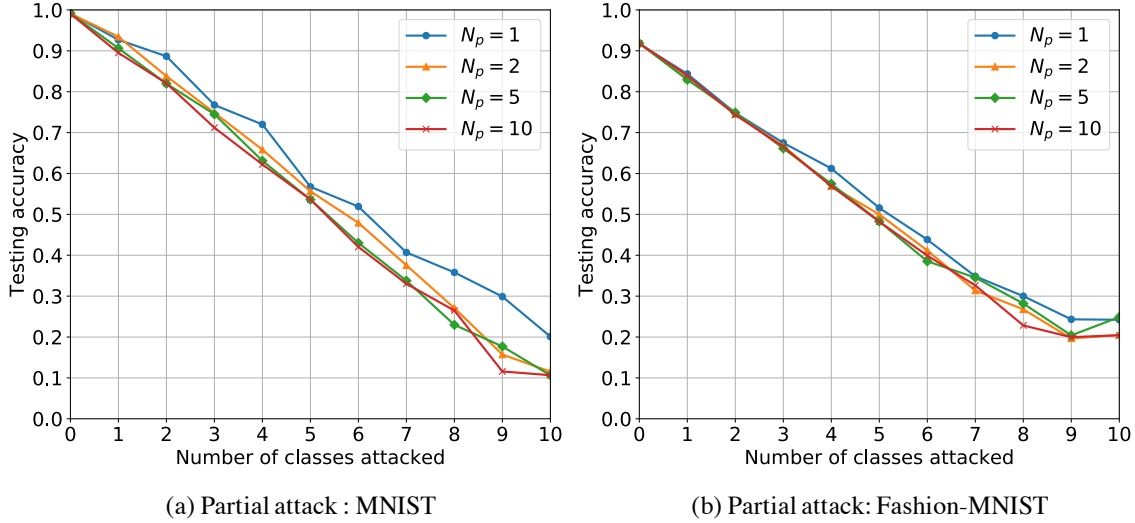 Testing accuracy
1.0
0.9
0.8
0.7
0.6
0.5
0.4
0.3
0.2
0.1
0.0
0 1 2 3 4 5 6 7 8 9 10
Number of classes attacked
N_p = 1
N_p = 2
N_p = 5
N_p = 10
(a) Partial attack : MNIST
Testing accuracy
1.0
0.9
0.8
0.7
0.6
0.5
0.4
0.3
0.2
0.1
0.0
0 1 2 3 4 5 6 7 8 9 10
Number of classes attacked
N_p = 1
N_p = 2
N_p = 5
N_p = 10
(b) Partial attack: Fashion-MNIST